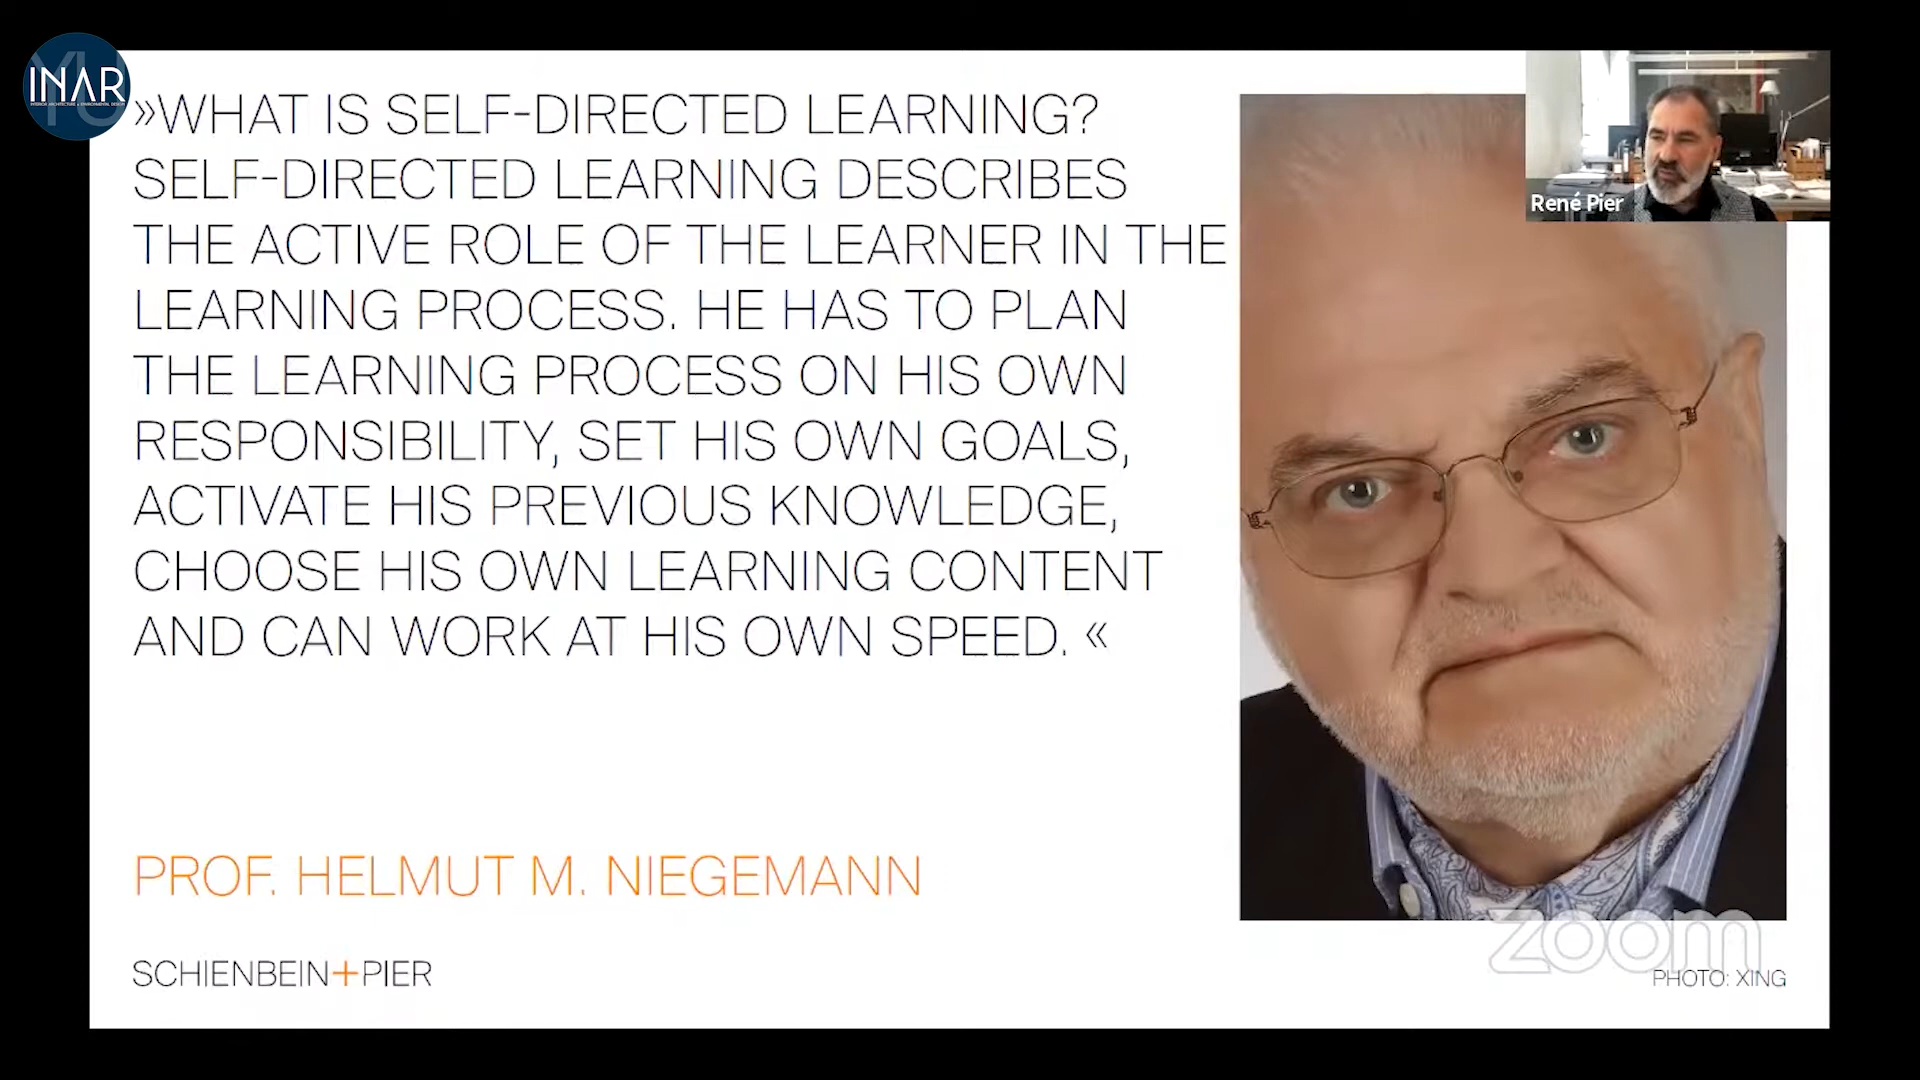 INAR
»WHAT IS SELF-DIRECTED LEARNING?
SELF-DIRECTED LEARNING DESCRIBES
THE ACTIVE ROLE OF THE LEARNER IN THE
LEARNING PROCESS. HE HAS TO PLAN
THE LEARNING PROCESS ON HIS OWN
RESPONSIBILITY, SET HIS OWN GOALS,
ACTIVATE HIS PREVIOUS KNOWLEDGE,
CHOOSE HIS OWN LEARNING CONTENT
AND CAN WORK AT HIS OWN SPEED. «
René Pier
PROF. HELMUT M. NIEGEMANN
SCHIENBEIN+PIER
zoom
PHOTO: XING